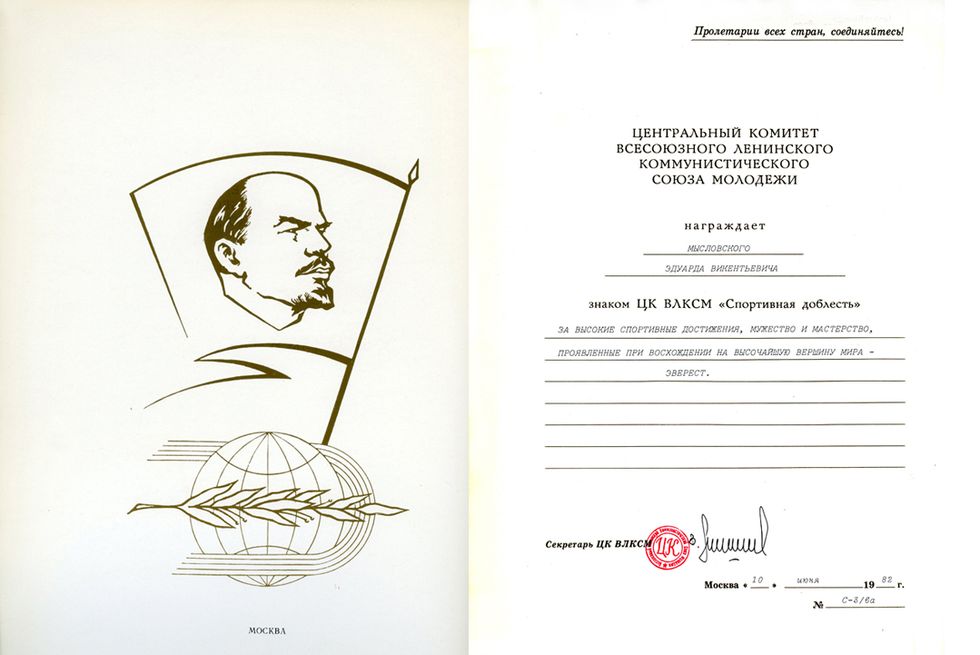 МОСКВА
Пролетарии всех стран, соединяйтесь!
ЦЕНТРАЛЬНЫЙ КОМИТЕТ
ВСЕСОЮЗНОГО ЛЕНИНСКОГО
КОММУНИСТИЧЕСКОГО
СОЮЗА МОЛОДЕЖИ
награждает
МЫСЛОВСКОГО
ЭДУАРДА ВИКЕНТЬЕВИЧА
знаком ЦК ВЛКСМ «Спортивная доблесть»
ЗА ВЫСОКИЕ СПОРТИВНЫЕ ДОСТИЖЕНИЯ, МУЖЕСТВО И МАСТЕРСТВО,
ПРОЯВЛЕННЫЕ ПРИ ВОСХОЖДЕНИИ НА ВЫСОЧАЙШУЮ ВЕРШИНУ МИРА -
ЭВЕРЕСТ.
Секретарь ЦК ВЛКСМ
ЦК
Москва « 10 » июня 1982 г.
№ С-3/6а